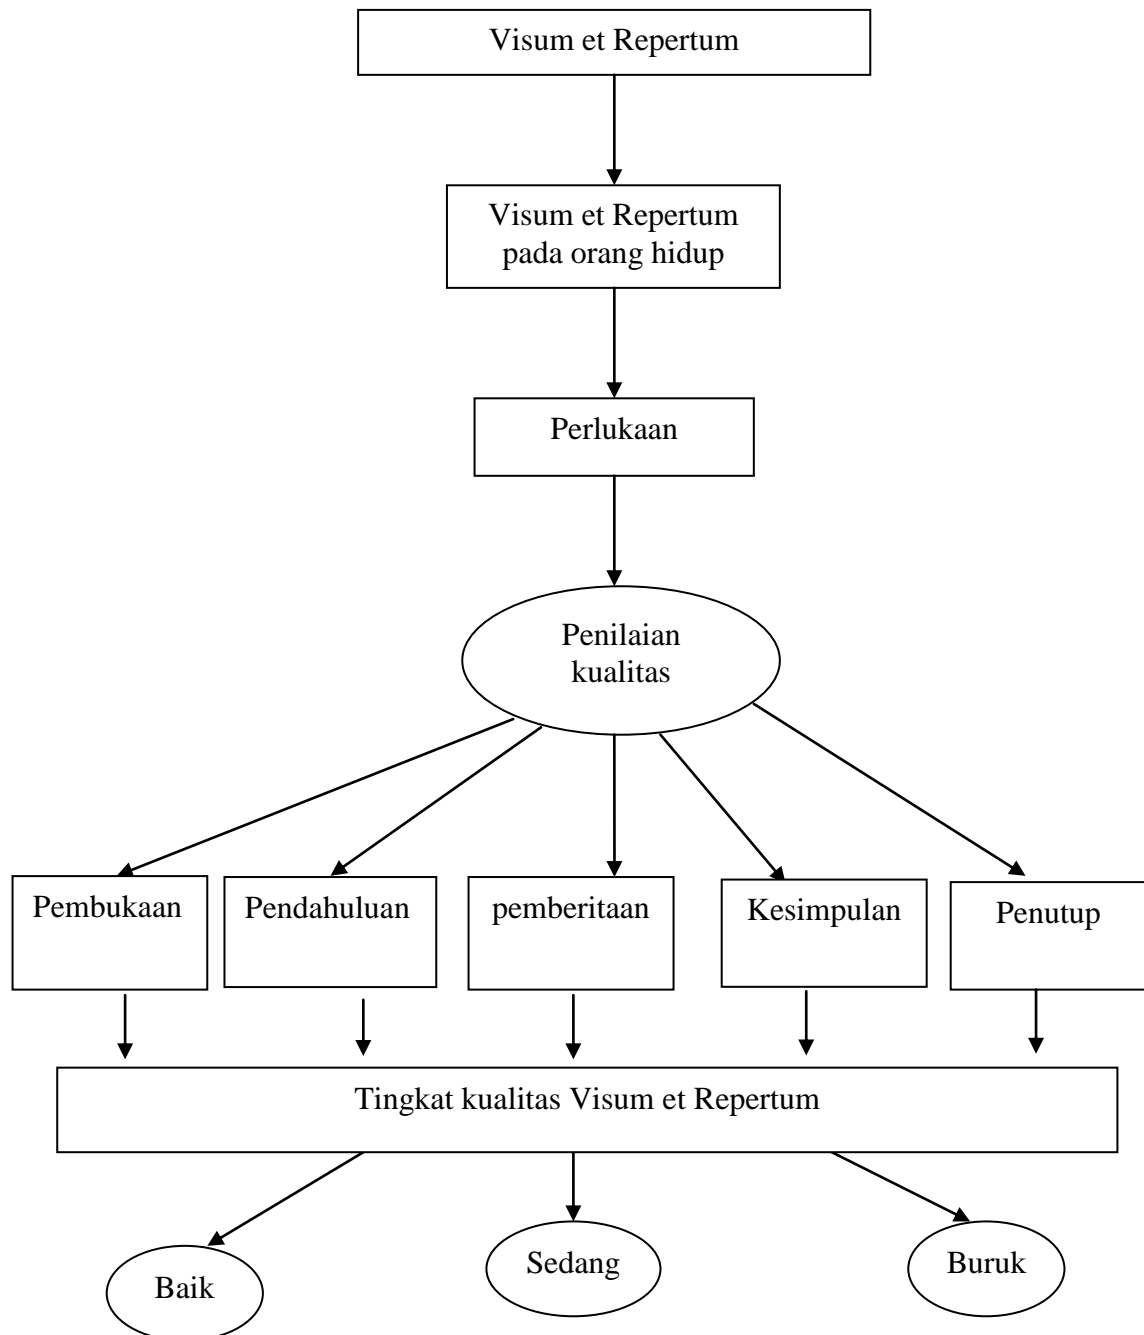 Visum et Repertum
Visum et Repertum
pada orang hidup
Perlukaan
Penilaian
kualitas
Pembukaan
Pendahuluan
pemberitaan
Kesimpulan
Penutup
Tingkat kualitas Visum et Repertum
Baik
Sedang
Buruk